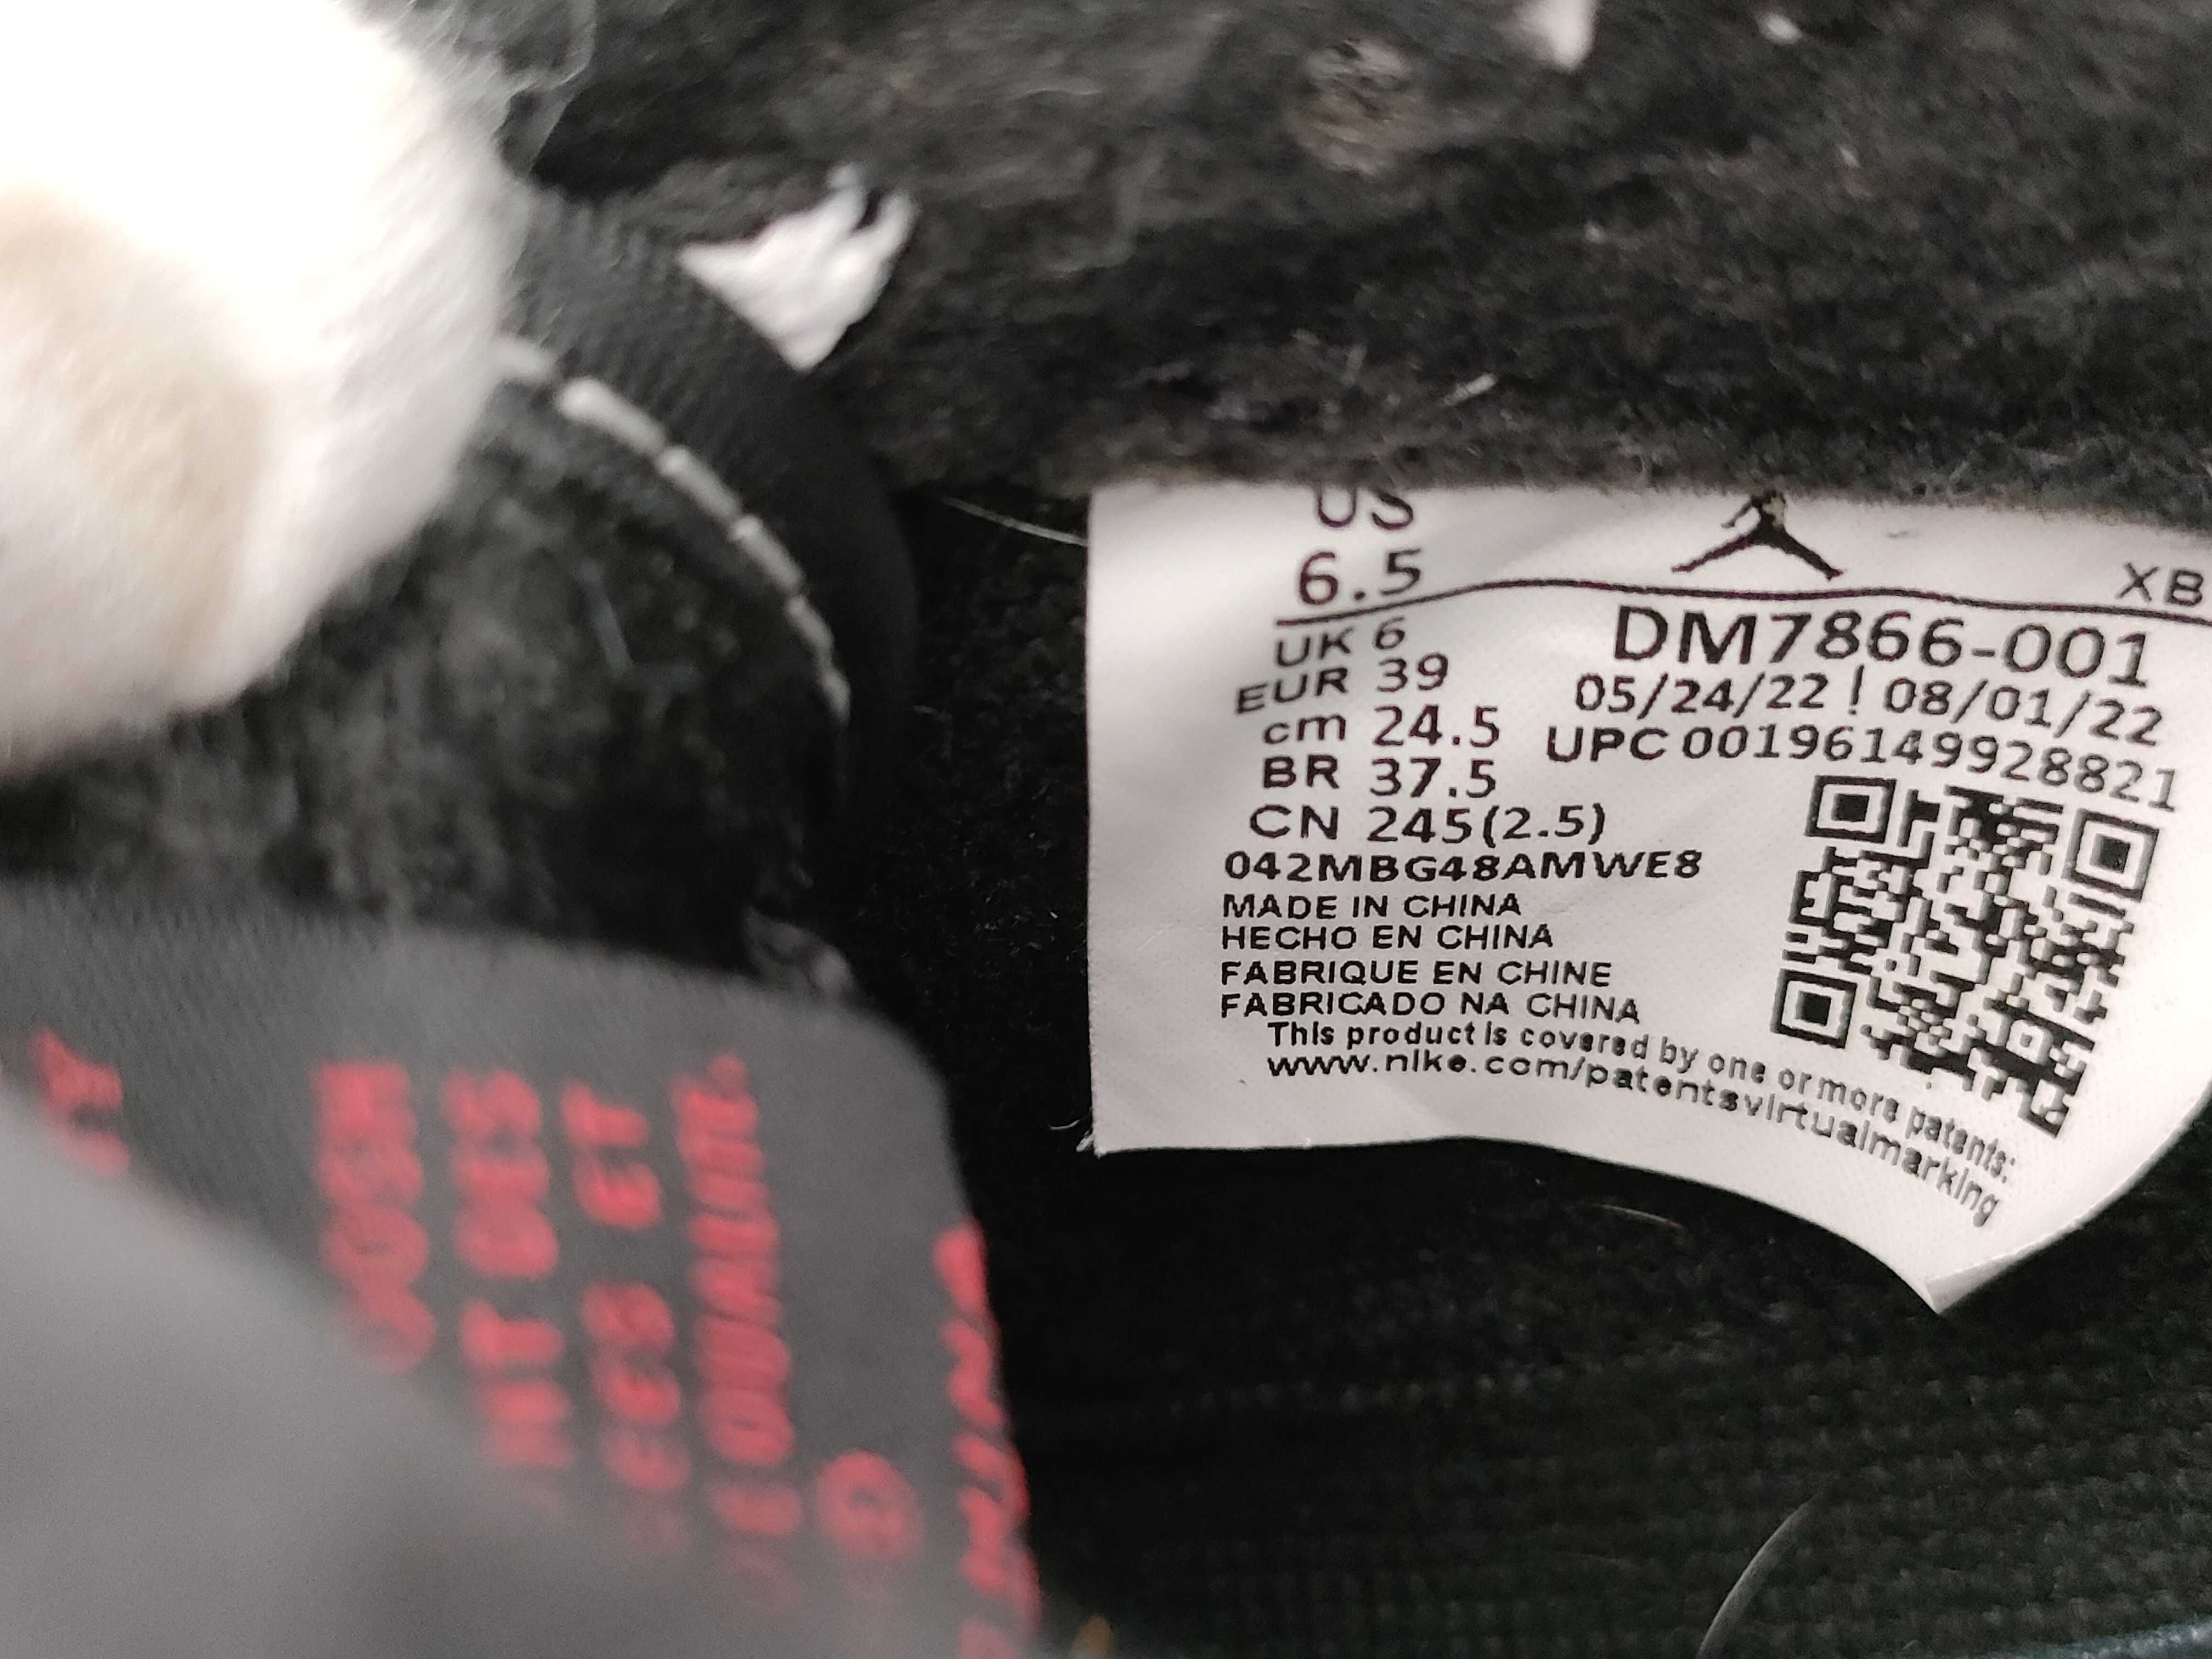 US
6.5
XB
UK 6
EUR 39
cm 24.5
BR 37.5
CN 245(2.5)
DM7866-001
05/24/22 ! 08/01/22
UPC 00196149928821
042MBG48AMWE8
MADE IN CHINA
HECHO EN CHINA
FABRIQUE EN CHINE
FABRICADO NA CHINA
This product is covered by one or more patents:
www.nike.com/patentsvirtualmarking